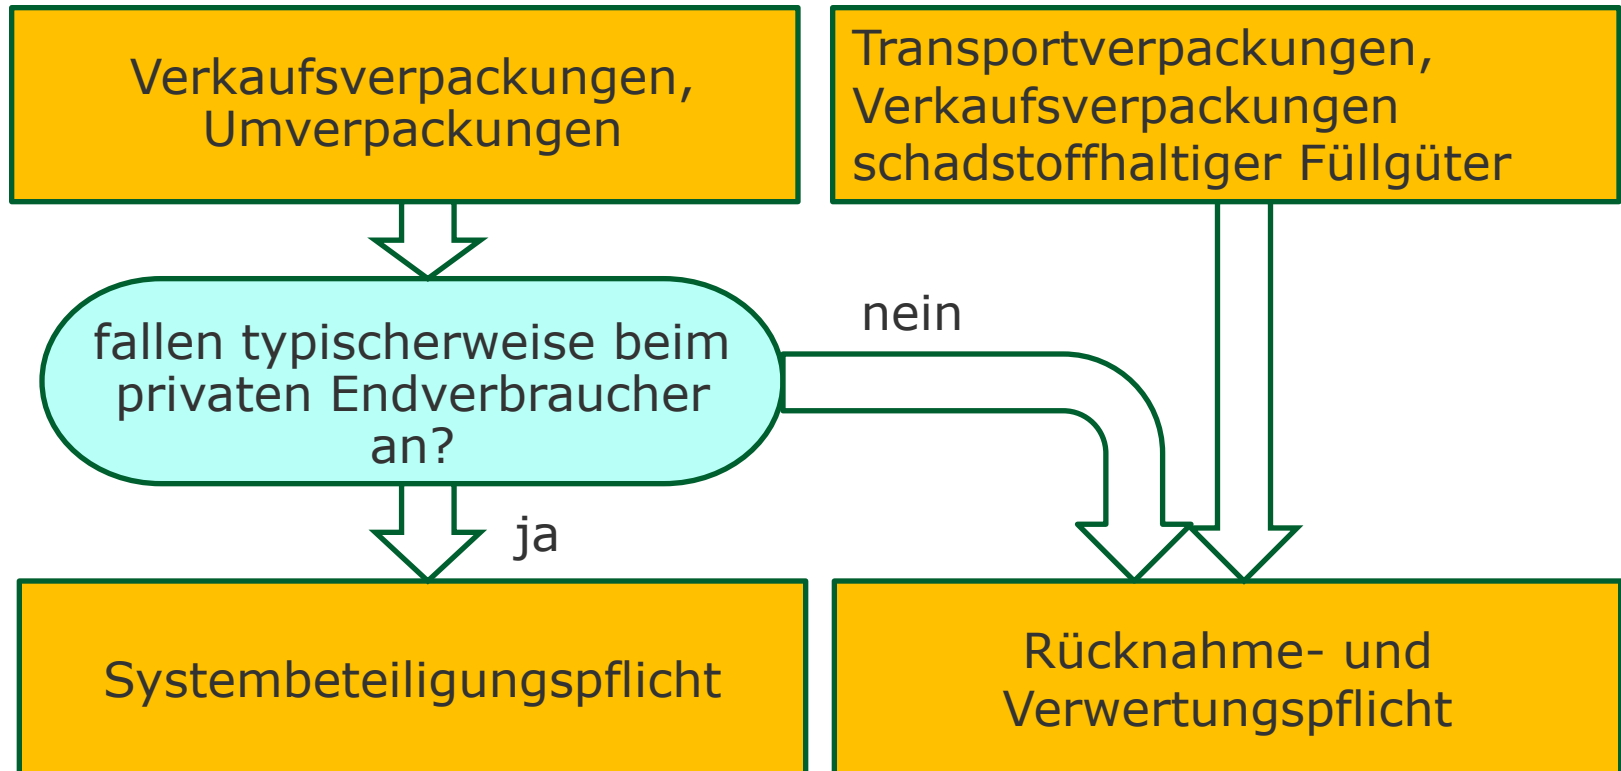 Verkaufsverpackungen,
Umverpackungen
Transportverpackungen,
Verkaufsverpackungen
schadstoffhaltiger Füllgüter
fallen typischerweise beim
privaten Endverbraucher
an?
nein
ja
Systembeteiligungspflicht
Rücknahme- und
Verwertungspflicht